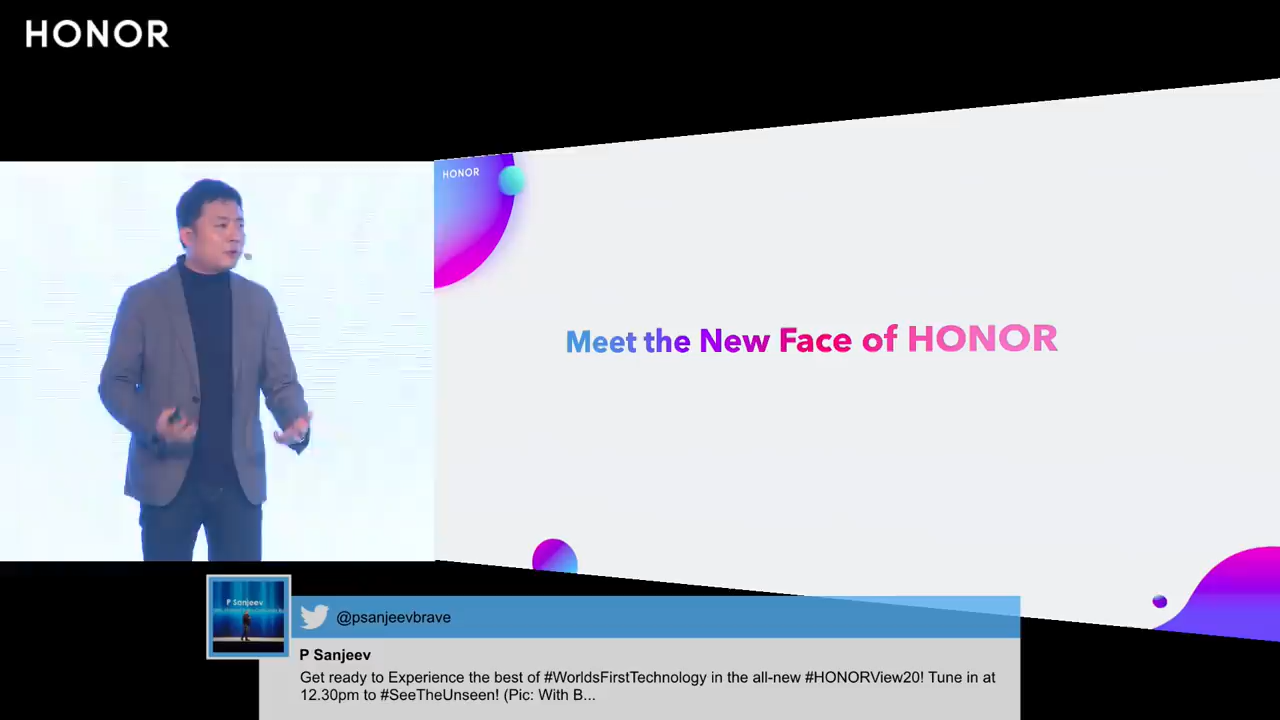 HONOR
HONOR
Meet the New Face of HONOR
P Sanjeev
@psanjeevbrave
P Sanjeev
Get ready to Experience the best of #WorldsFirstTechnology in the all-new #HONORView20! Tune in at
12.30pm to #SeeTheUnseen! (Pic: With B...